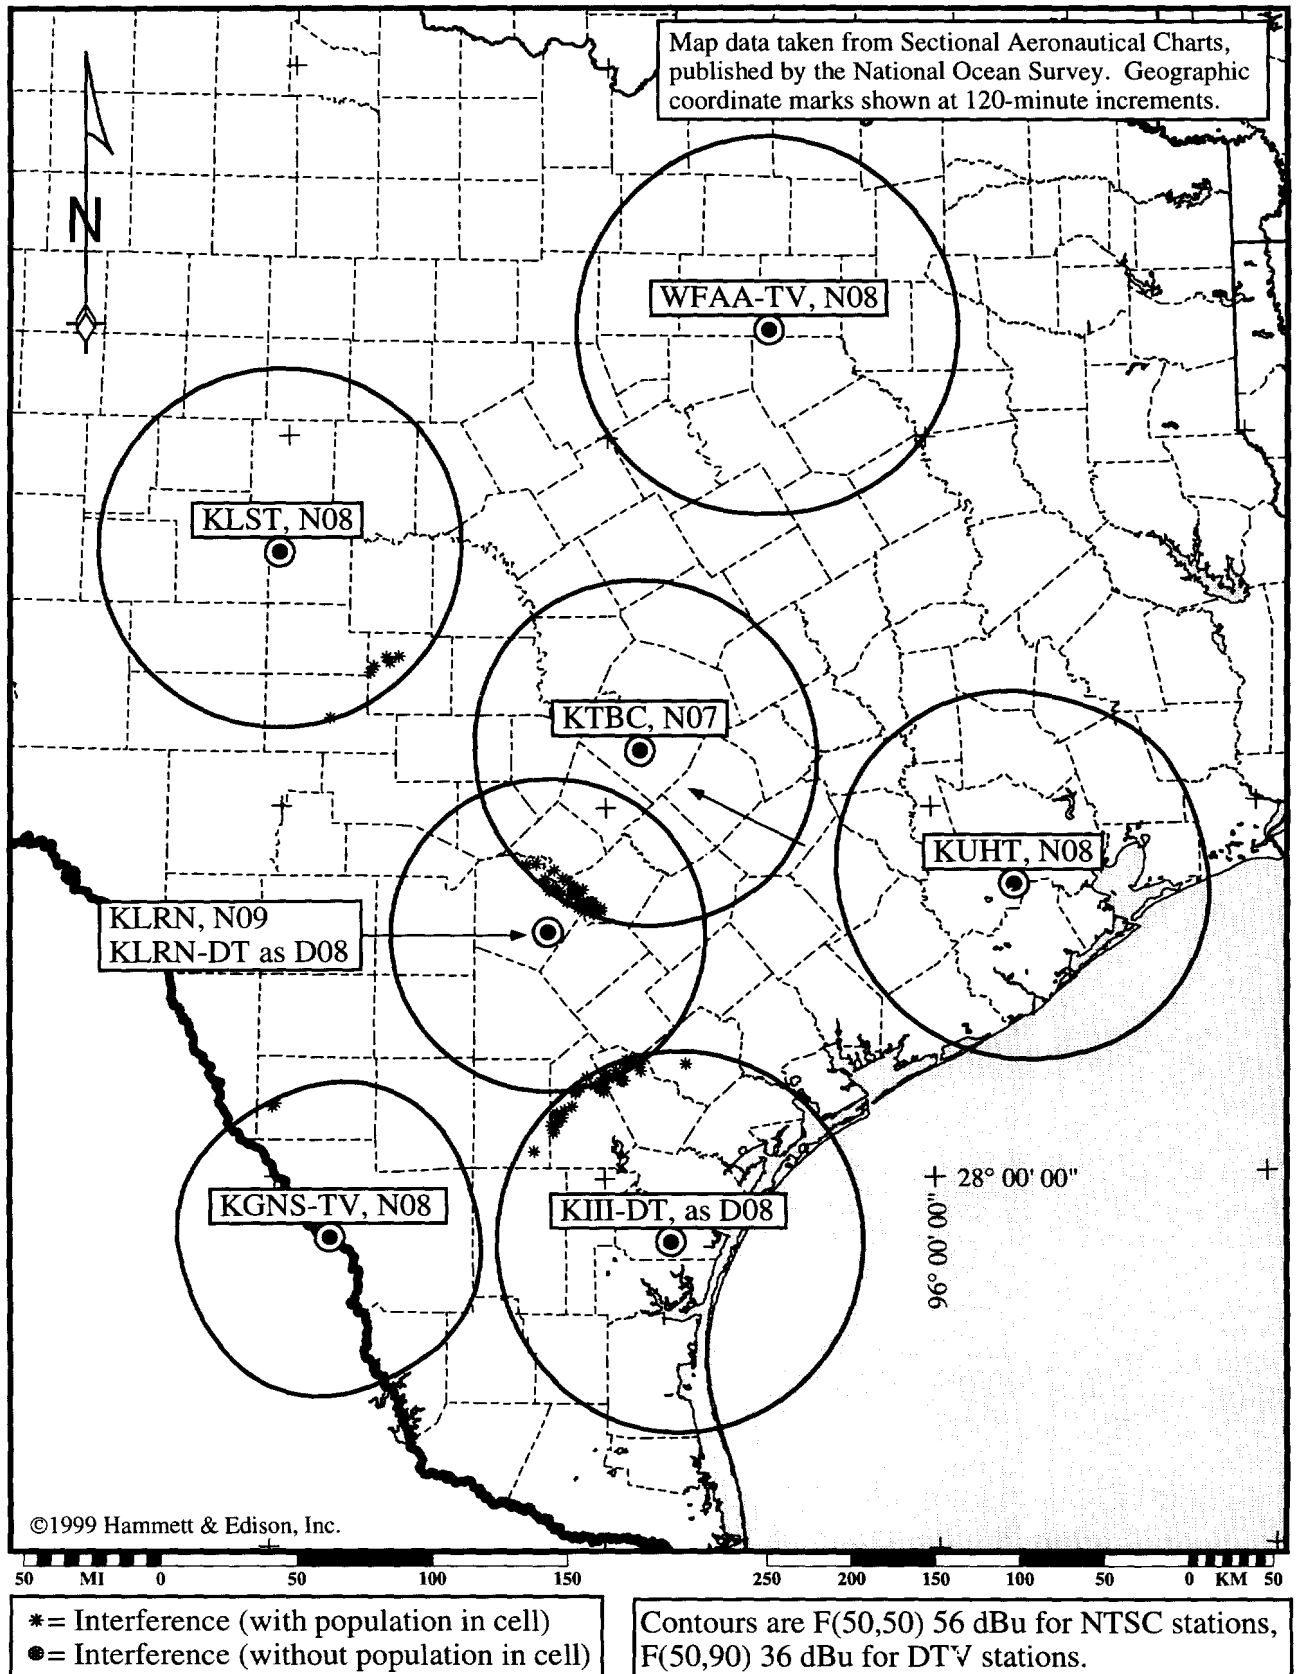 Map data taken from Sectional Aeronautical Charts,
published by the National Ocean Survey. Geographic
coordinate marks shown at 120-minute increments.
N
WFAA-TV, N08
KLST, N08
KTBC, N07
KUHT, N08
KLRN, N09
KLRN-DT as D08
KGNS-TV, N08
KIII-DT, as D08
28° 00' 00"
96° 00' 00"
©1999 Hammett & Edison, Inc.
50 MI 0 50 100 150 250 200 150 100 50 0 KM 50
*= Interference (with population in cell)
●= Interference (without population in cell)
Contours are F(50,50) 56 dBu for NTSC stations,
F(50,90) 36 dBu for DTV stations.